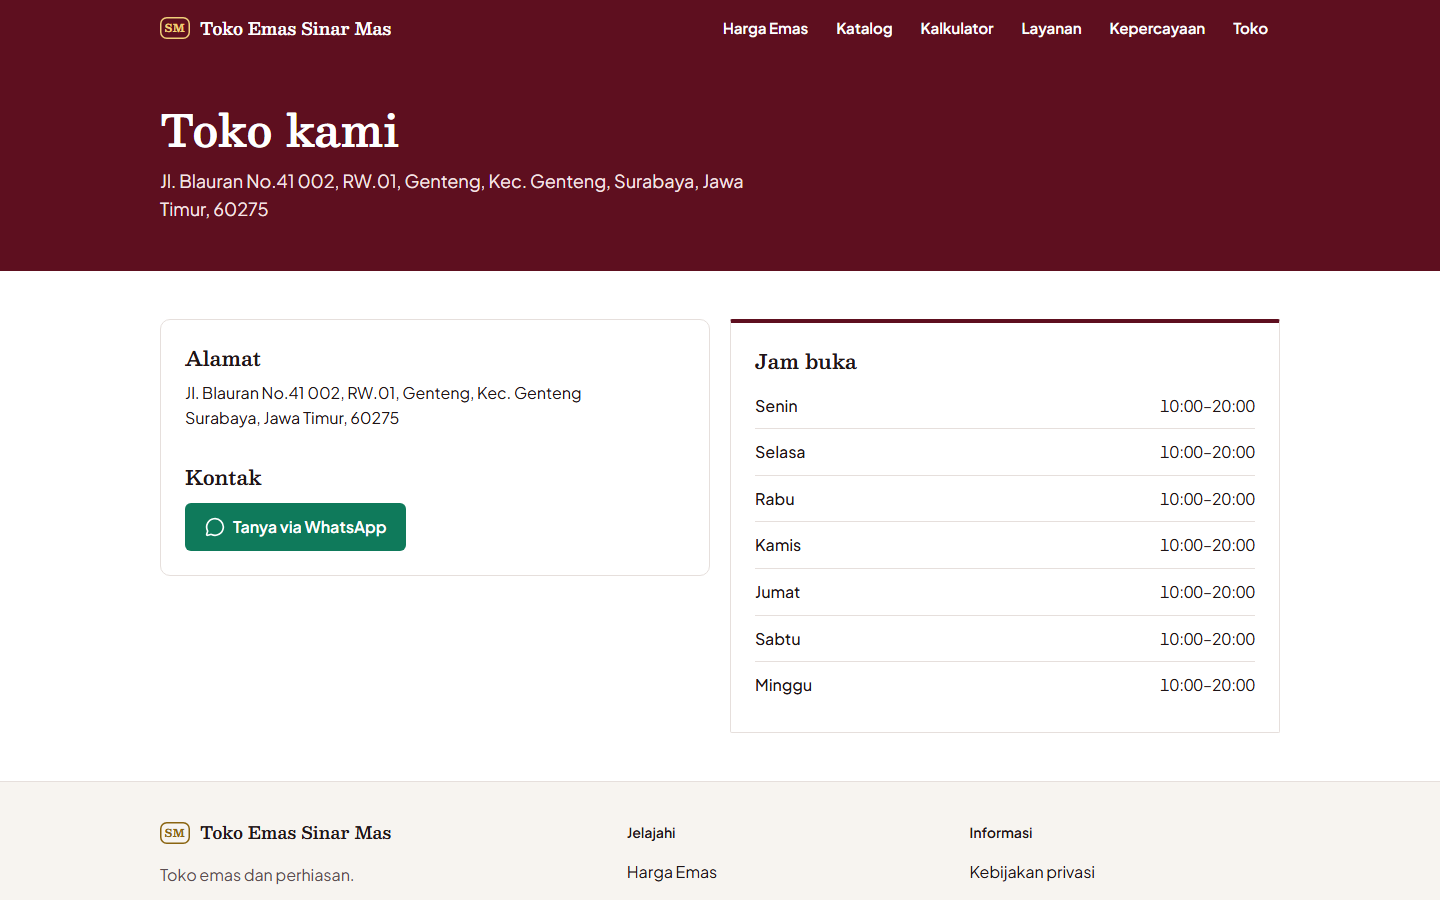 SM Toko Emas Sinar Mas
Harga Emas Katalog Kalkulator Layanan Kepercayaan Toko
Toko kami
Jl. Blauran No.41 002, RW.01, Genteng, Kec. Genteng, Surabaya, Jawa
Timur, 60275
Alamat
Jl. Blauran No.41 002, RW.01, Genteng, Kec. Genteng
Surabaya, Jawa Timur, 60275
Kontak
Tanya via WhatsApp
Jam buka
Senin 10:00–20:00
Selasa 10:00–20:00
Rabu 10:00–20:00
Kamis 10:00–20:00
Jumat 10:00–20:00
Sabtu 10:00–20:00
Minggu 10:00–20:00
SM Toko Emas Sinar Mas
Toko emas dan perhiasan.
Jelajahi
Harga Emas
Informasi
Kebijakan privasi